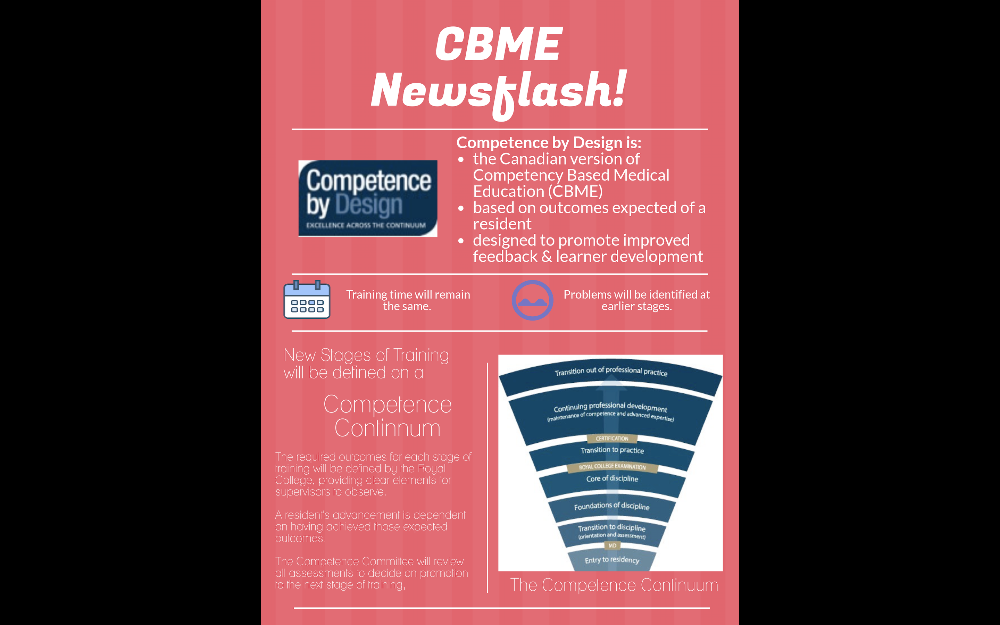 CBME
Newsflash!
Competence
by Design
EXCELLENCE ACROSS THE CONTINUUM
Competence by Design is:
• the Canadian version of
Competency Based Medical
Education (CBME)
• based on outcomes expected of a
resident
• designed to promote improved
feedback & learner development
Training time will remain
the same.
Problems will be identified at
earlier stages.
New Stages of Training
will be defined on a
Competence
Continnum
The required outcomes for each stage of
training will be defined by the Royal
College, providing clear elements for
supervisors to observe.
A resident's advancement is dependent
on having achieved those expected
outcomes.
The Competence Committee will review
all assessments to decide on promotion
to the next stage of training,
Transition out of professional practice
Continuing professional development
(maintenance of competence and advanced expertise)
CERTIFICATION
Transition to practice
ROYAL COLLEGE EXAMINATION
Core of discipline
Foundations of discipline
Transition to discipline
(orientation and assessment)
MD
Entry to residency
The Competence Continuum